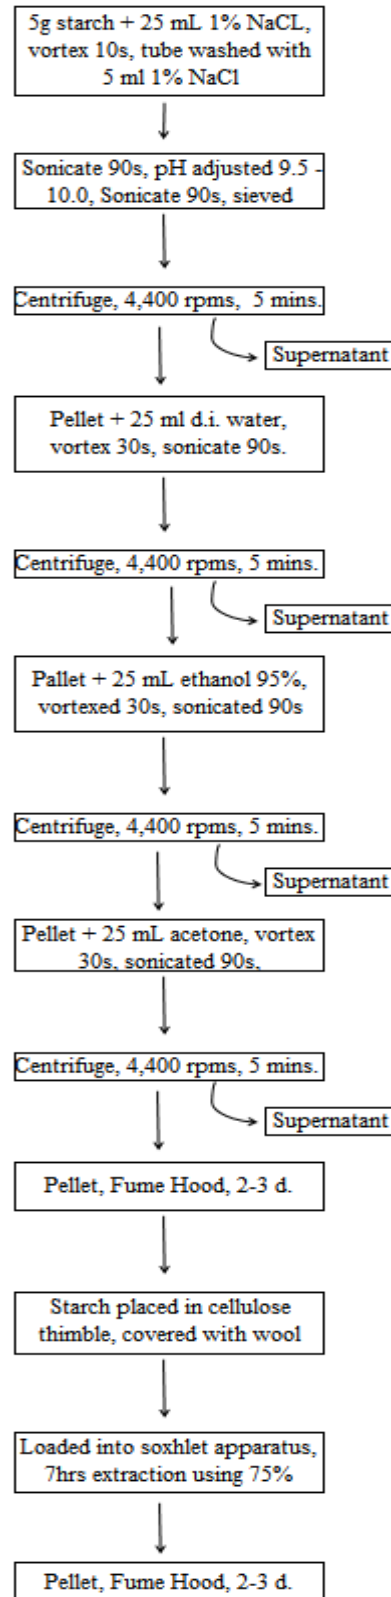 5g starch + 25 mL 1% NaCL,
vortex 10s, tube washed with
5 ml 1% NaCl
Sonicate 90s, pH adjusted 9.5 -
10.0, Sonicate 90s, sieved
Centrifuge, 4,400 rpms, 5 mins.
Supernatant
Pellet + 25 ml d.i. water,
vortex 30s, sonicate 90s.
Centrifuge, 4,400 rpms, 5 mins.
Supernatant
Pallet + 25 mL ethanol 95%,
vortexed 30s, sonicated 90s
Centrifuge, 4,400 rpms, 5 mins.
Supernatant
Pellet + 25 mL acetone, vortex
30s, sonicated 90s,
Centrifuge, 4,400 rpms, 5 mins.
Supernatant
Pellet, Fume Hood, 2-3 d.
Starch placed in cellulose
thimble, covered with wool
Loaded into soxhlet apparatus,
7hrs extraction using 75%
Pellet, Fume Hood, 2-3 d.